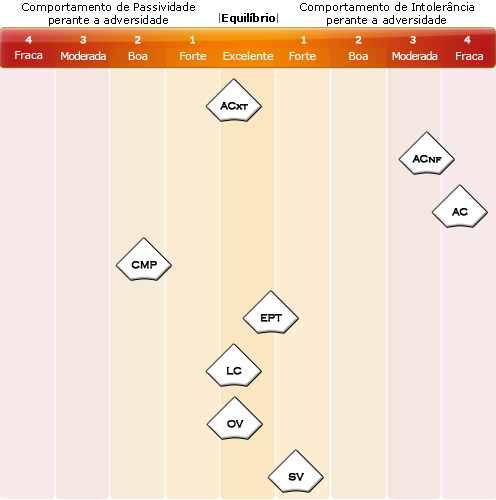 Comportamento de Passividade
perante a adversidade
|Equilíbrio|
Comportamento de Intolerância
perante a adversidade
4 3 2 1 1 2 3 4
Fraca Moderada Boa Forte Excelente Forte Boa Moderada Fraca
ACXT
ACNF
AC
CMP
EPT
LC
OV
SV